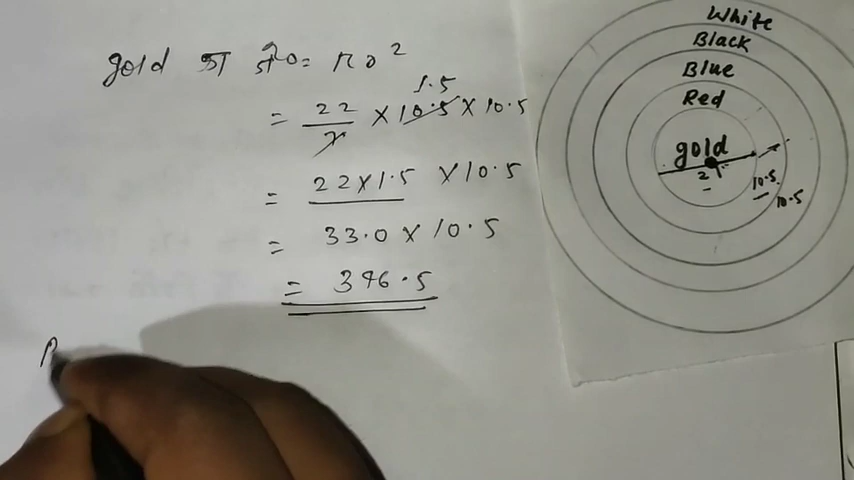 gold का क्षे०= πr²
= 22/7 × 10.5 × 10.5
1.5
= 22×1.5 × 10.5
= 33.0 × 10.5
= 346.5
White
Black
Blue
Red
gold
21
10.5
10.5